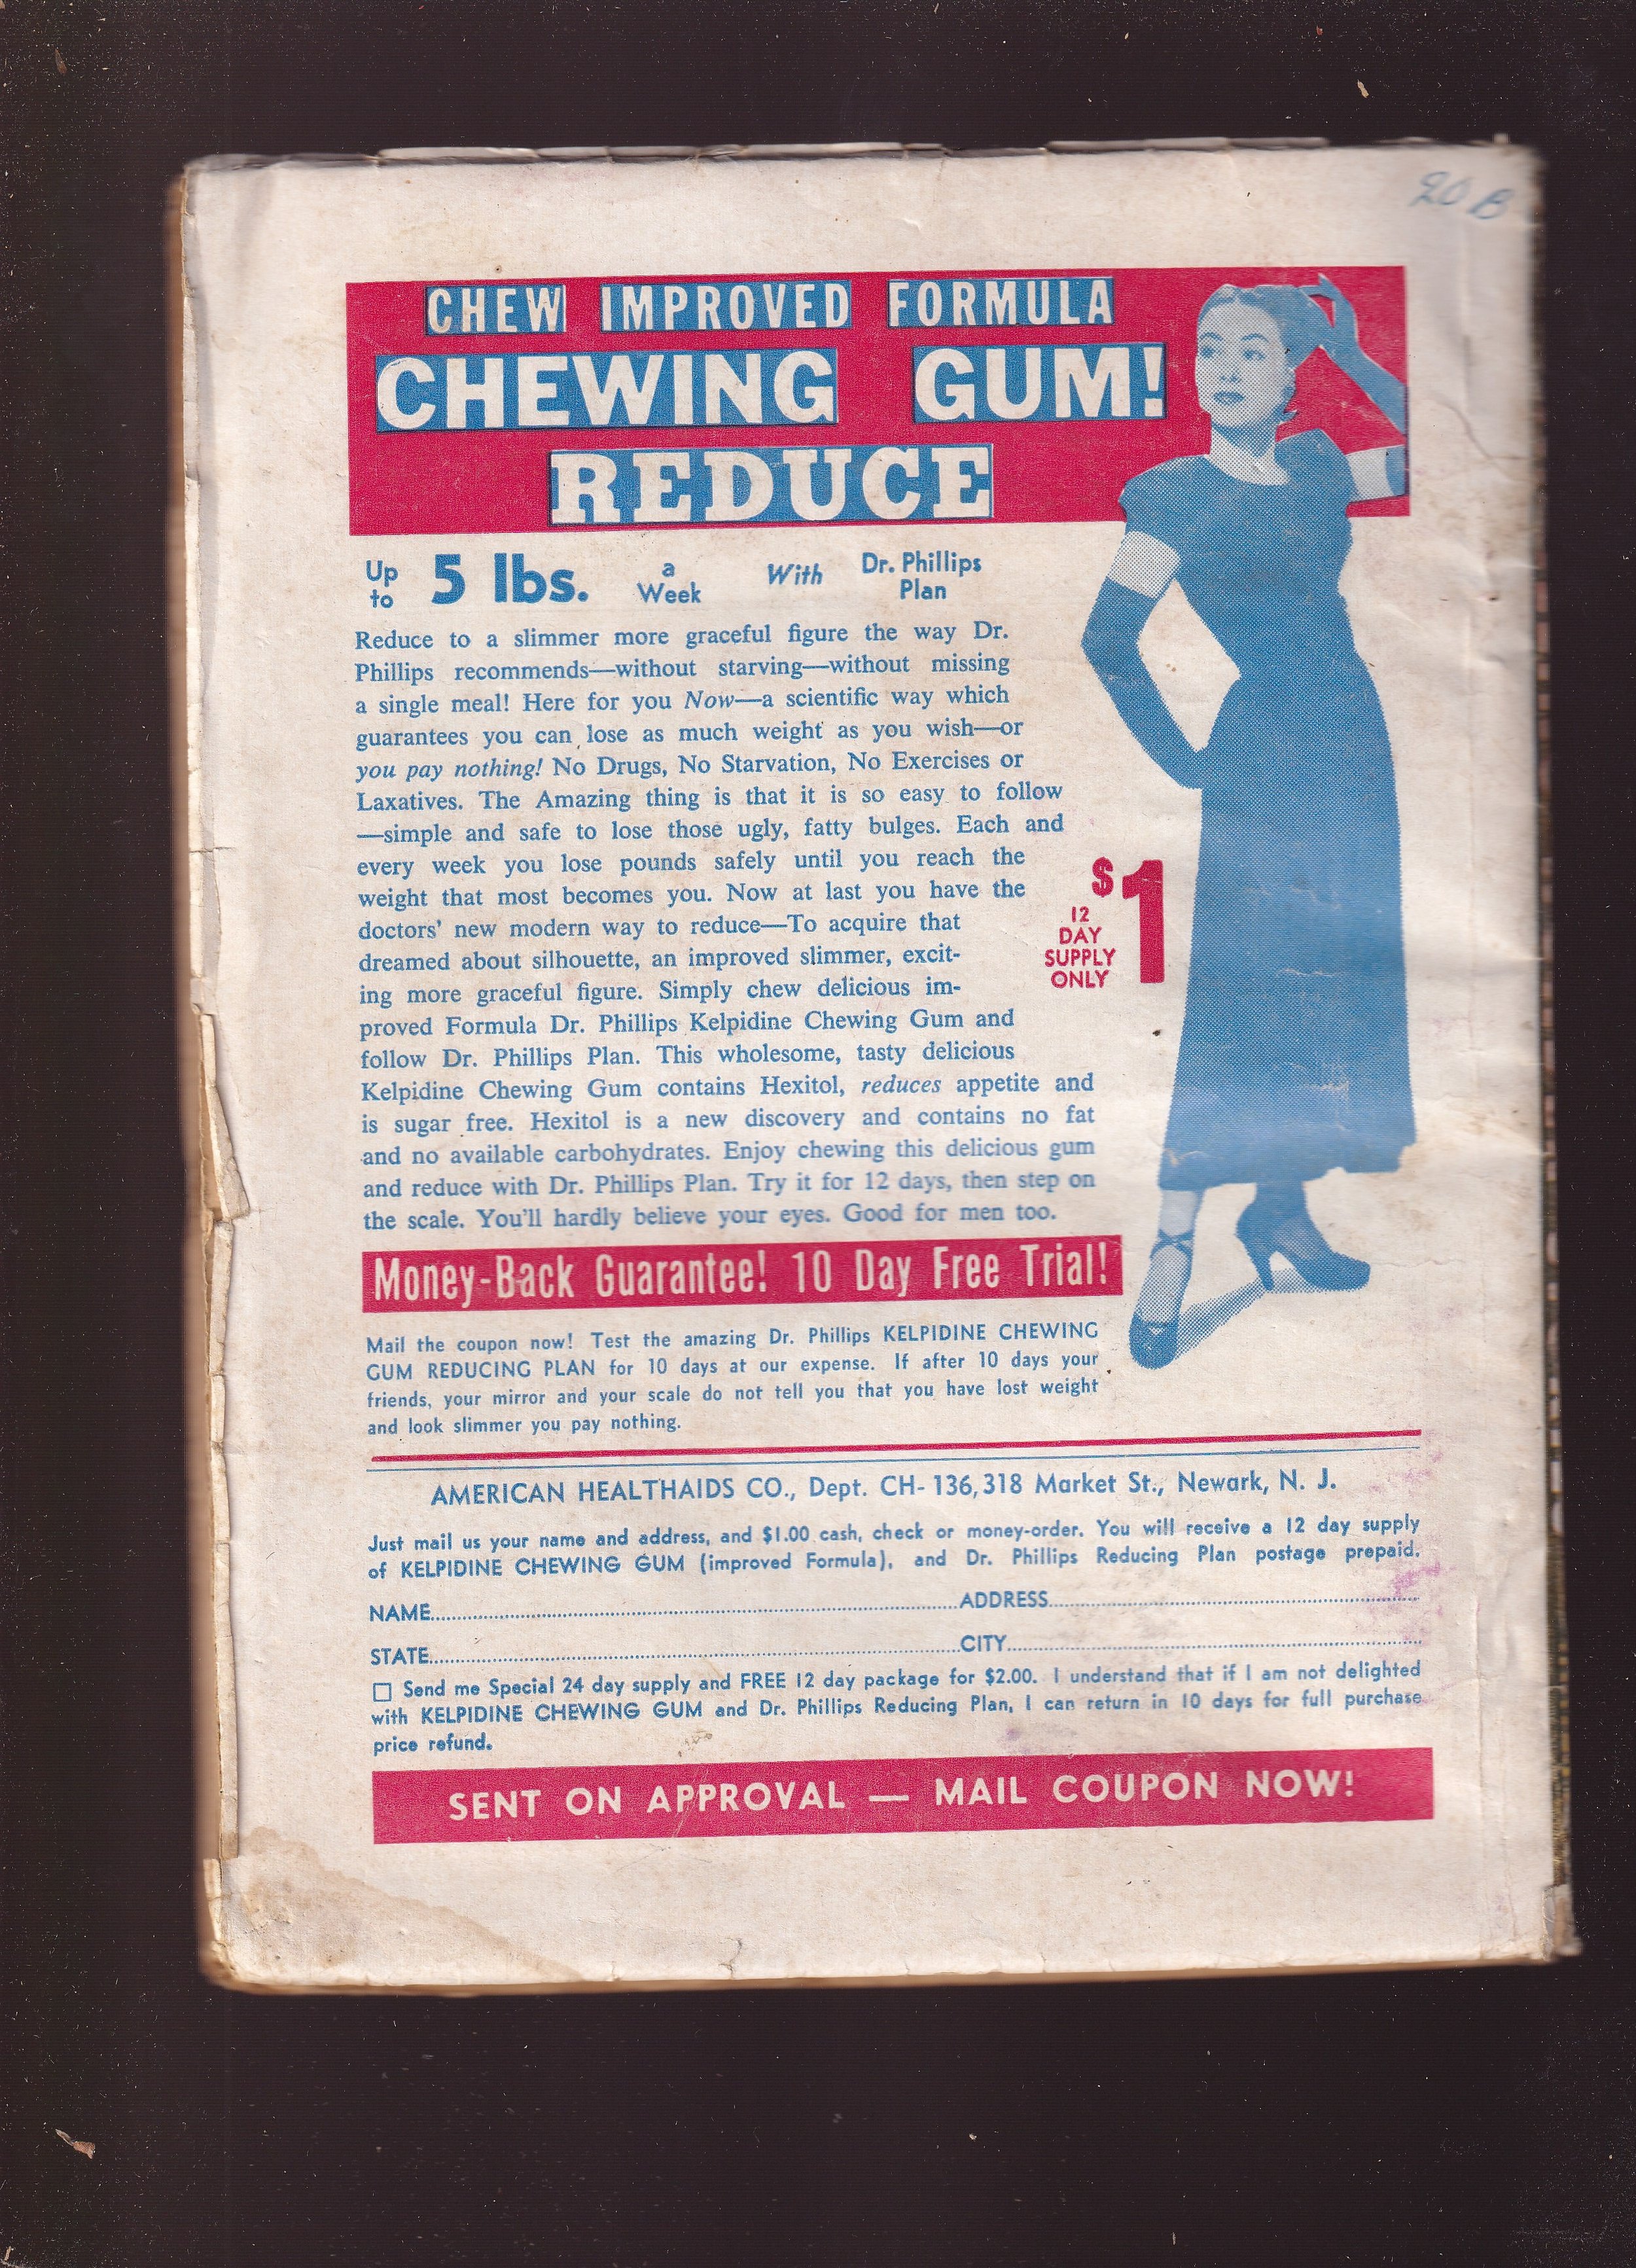 20 B
CHEW IMPROVED FORMULA
CHEWING GUM!
REDUCE
Up to 5 lbs. a Week With Dr. Phillips Plan
Reduce to a slimmer more graceful figure the way Dr.
Phillips recommends—without starving—without missing
a single meal! Here for you Now—a scientific way which
guarantees you can lose as much weight as you wish—or
you pay nothing! No Drugs, No Starvation, No Exercises or
Laxatives. The Amazing thing is that it is so easy to follow
—simple and safe to lose those ugly, fatty bulges. Each and
every week you lose pounds safely until you reach the
weight that most becomes you. Now at last you have the
doctors' new modern way to reduce—To acquire that
dreamed about silhouette, an improved slimmer, excit-
ing more graceful figure. Simply chew delicious im-
proved Formula Dr. Phillips Kelpidine Chewing Gum and
follow Dr. Phillips Plan. This wholesome, tasty delicious
Kelpidine Chewing Gum contains Hexitol, reduces appetite and
is sugar free. Hexitol is a new discovery and contains no fat
and no available carbohydrates. Enjoy chewing this delicious gum
and reduce with Dr. Phillips Plan. Try it for 12 days, then step on
the scale. You'll hardly believe your eyes. Good for men too.
$1
12
DAY
SUPPLY
ONLY
Money-Back Guarantee! 10 Day Free Trial!
Mail the coupon now! Test the amazing Dr. Phillips KELPIDINE CHEWING
GUM REDUCING PLAN for 10 days at our expense. If after 10 days your
friends, your mirror and your scale do not tell you that you have lost weight
and look slimmer you pay nothing.
AMERICAN HEALTHAIDS CO., Dept. CH- 136, 318 Market St., Newark, N. J.
Just mail us your name and address, and $1.00 cash, check or money-order. You will receive a 12 day supply
of KELPIDINE CHEWING GUM (improved Formula), and Dr. Phillips Reducing Plan postage prepaid.
NAME..........ADDRESS..........
STATE..........CITY..........
☐ Send me Special 24 day supply and FREE 12 day package for $2.00. I understand that if I am not delighted
with KELPIDINE CHEWING GUM and Dr. Phillips Reducing Plan, I can return in 10 days for full purchase
price refund.
SENT ON APPROVAL — MAIL COUPON NOW!